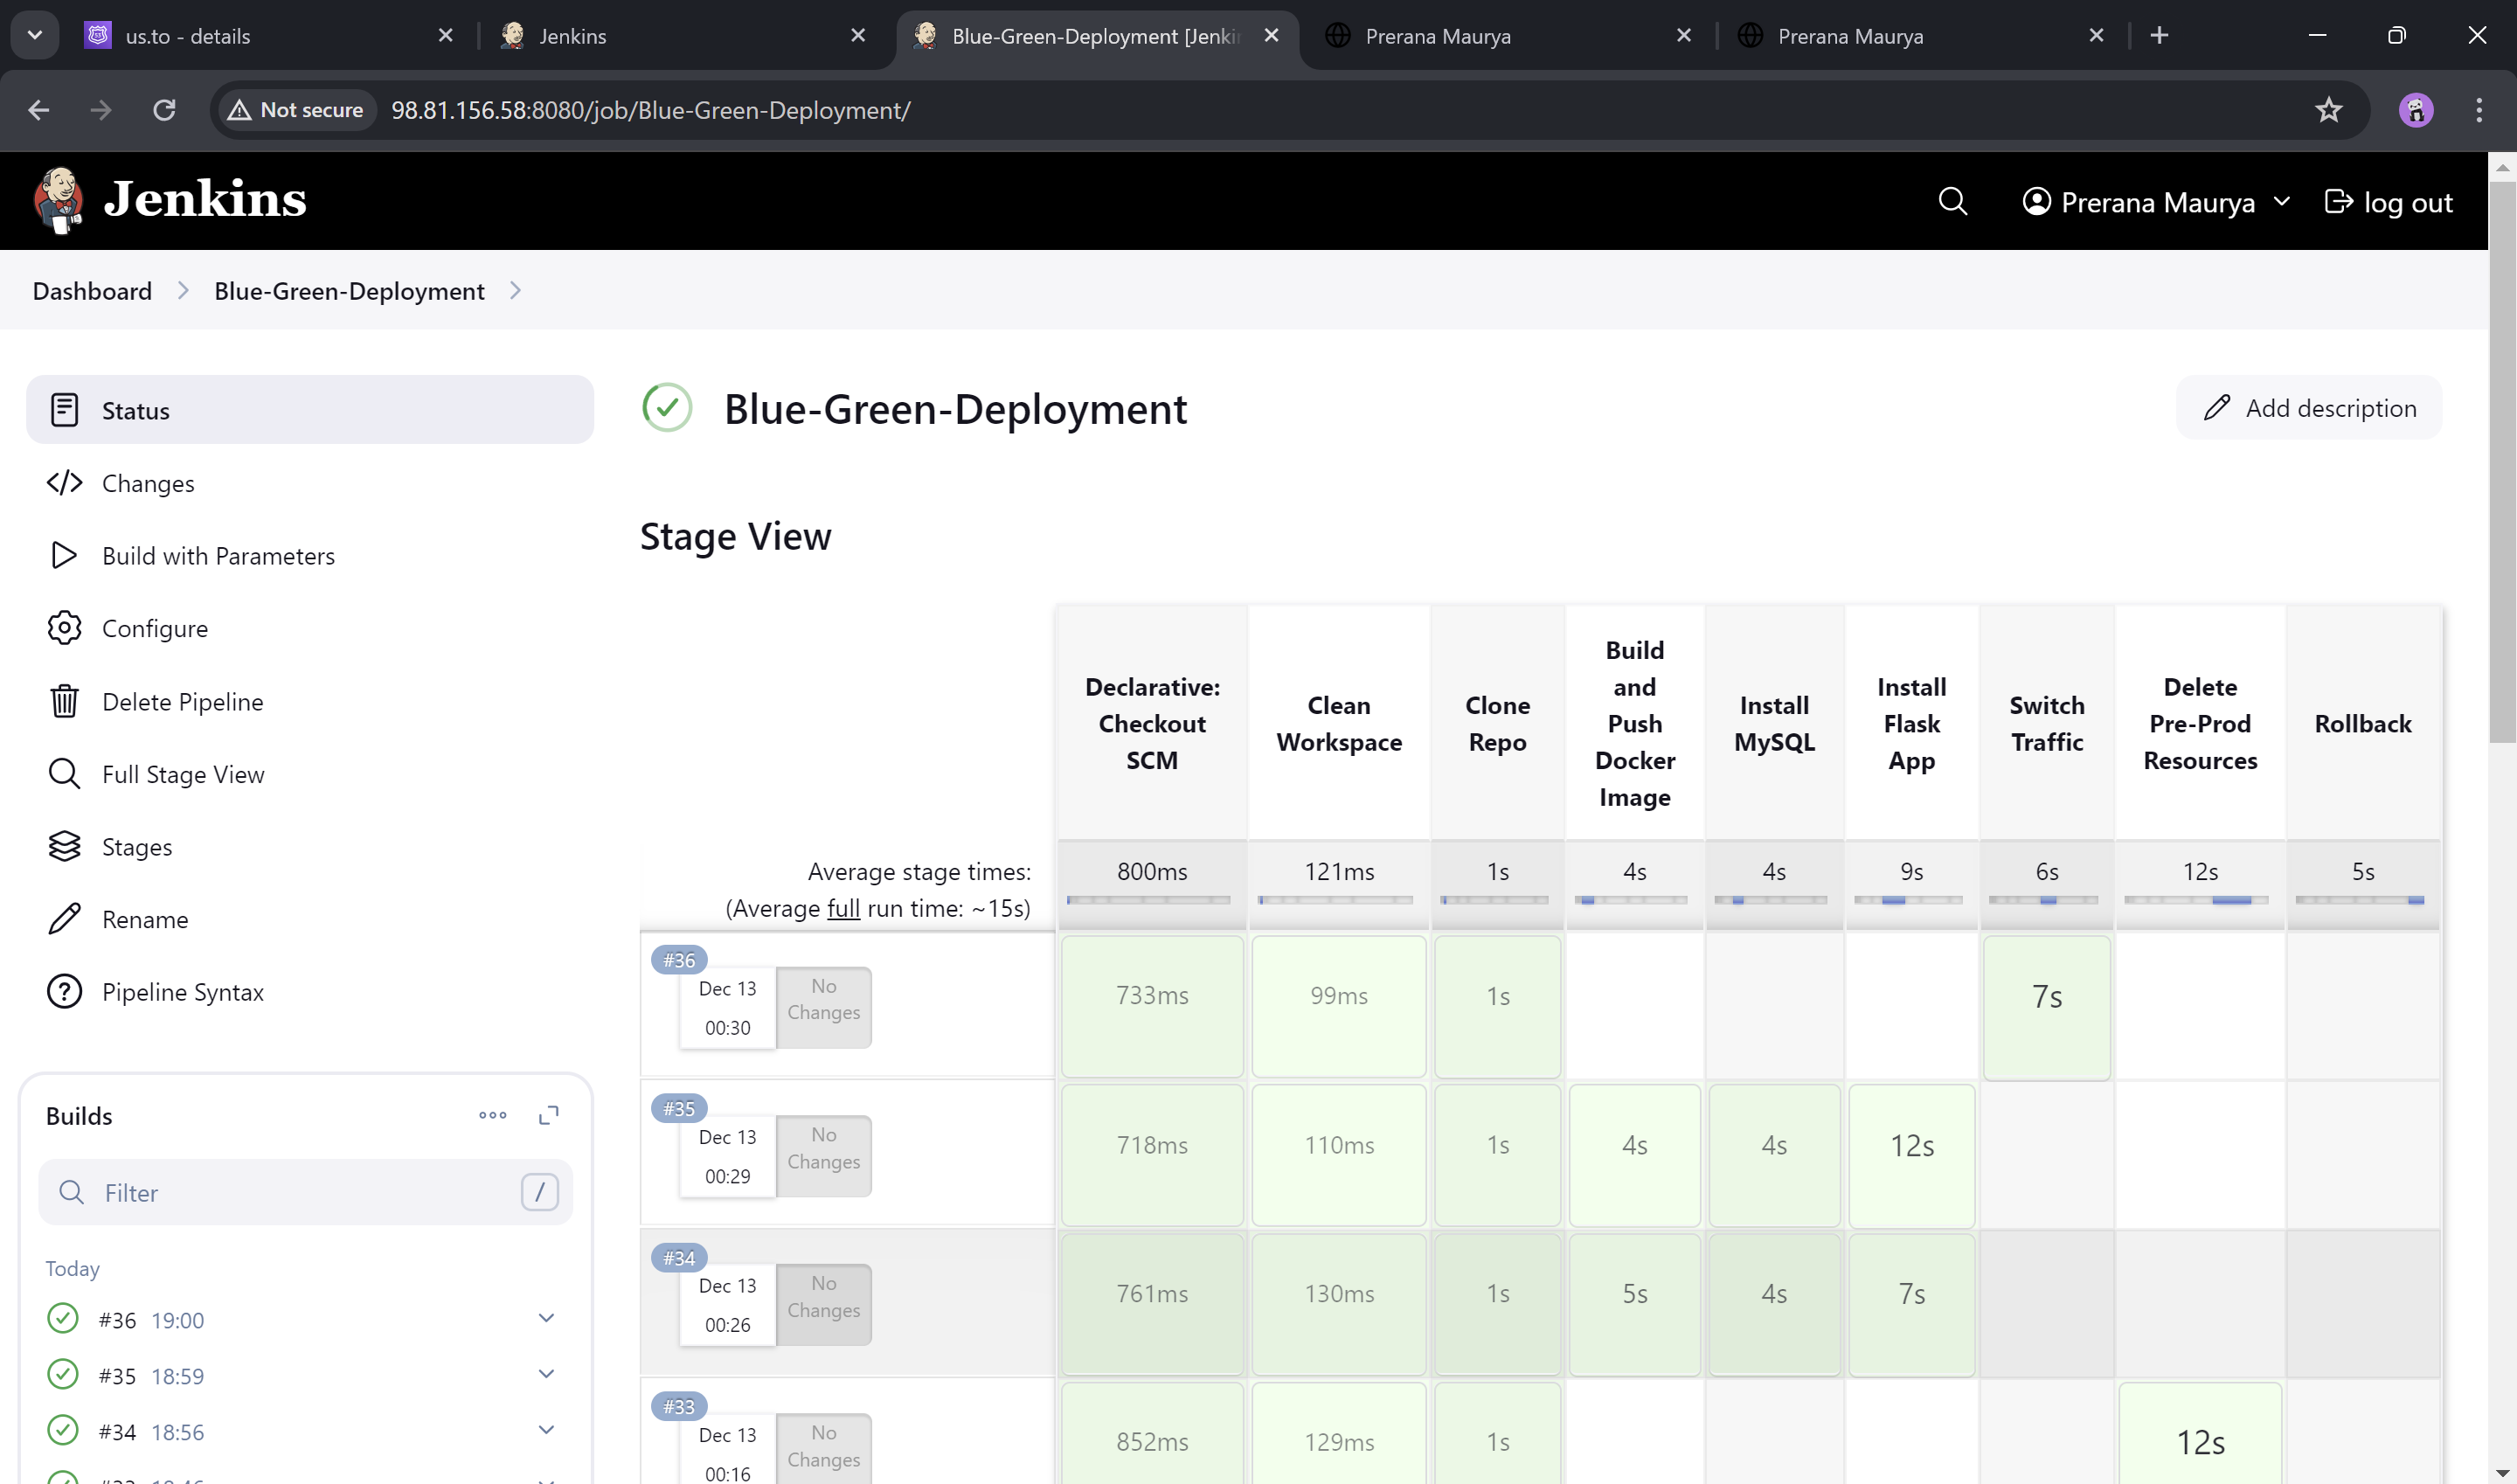 us.to - details
Jenkins
Blue-Green-Deployment [Jenki
Prerana Maurya
Prerana Maurya
Not secure
98.81.156.58:8080/job/Blue-Green-Deployment/
Jenkins
Prerana Maurya
log out
Dashboard
Blue-Green-Deployment
Status
Changes
Build with Parameters
Configure
Delete Pipeline
Full Stage View
Stages
Rename
Pipeline Syntax
Builds
Filter
/
Today
#36 19:00
#35 18:59
#34 18:56
Blue-Green-Deployment
Add description
Stage View
Declarative:
Checkout
SCM
Clean
Workspace
Clone
Repo
Build
and
Push
Docker
Image
Install
MySQL
Install
Flask
App
Switch
Traffic
Delete
Pre-Prod
Resources
Rollback
Average stage times:
(Average full run time: ~15s)
800ms
121ms
1s
4s
4s
9s
6s
12s
5s
#36
Dec 13
00:30
No
Changes
733ms
99ms
1s
7s
#35
Dec 13
00:29
No
Changes
718ms
110ms
1s
4s
4s
12s
#34
Dec 13
00:26
No
Changes
761ms
130ms
1s
5s
4s
7s
#33
Dec 13
00:16
No
Changes
852ms
129ms
1s
12s